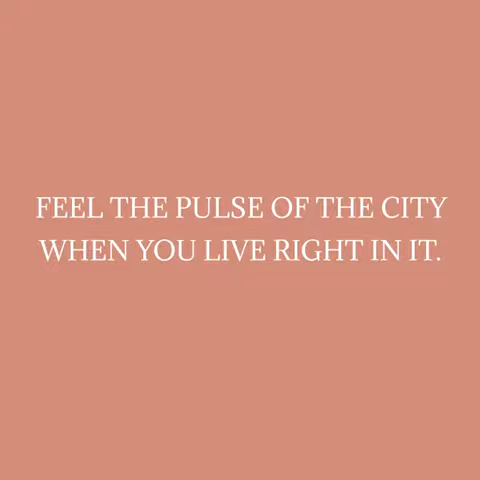 FEEL THE PULSE OF THE CITY
WHEN YOU LIVE RIGHT IN IT.